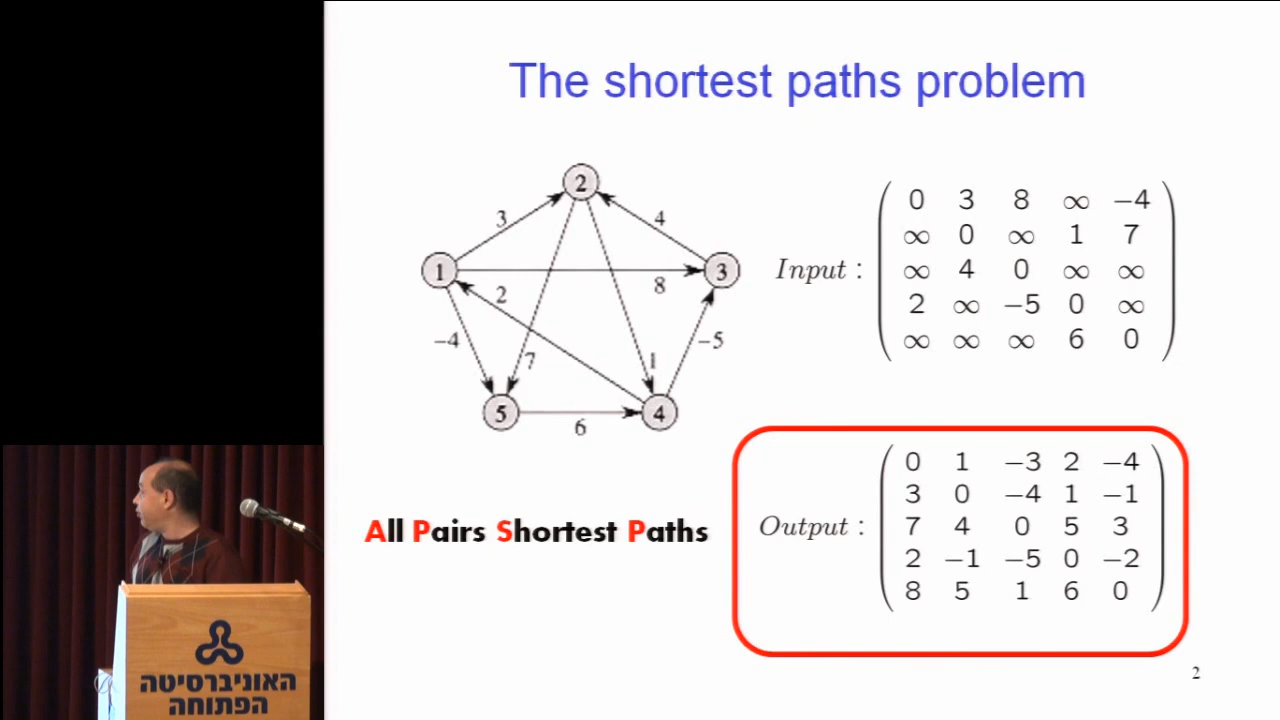 The shortest paths problem
2
3
4
1
3
8
2
-4
7
1
-5
5
4
6
Input :
0 3 8 ∞ -4
∞ 0 ∞ 1 7
∞ 4 0 ∞ ∞
2 ∞ -5 0 ∞
∞ ∞ ∞ 6 0
All Pairs Shortest Paths
Output :
0 1 -3 2 -4
3 0 -4 1 -1
7 4 0 5 3
2 -1 -5 0 -2
8 5 1 6 0
2
האוניברסיטה
הפתוחה